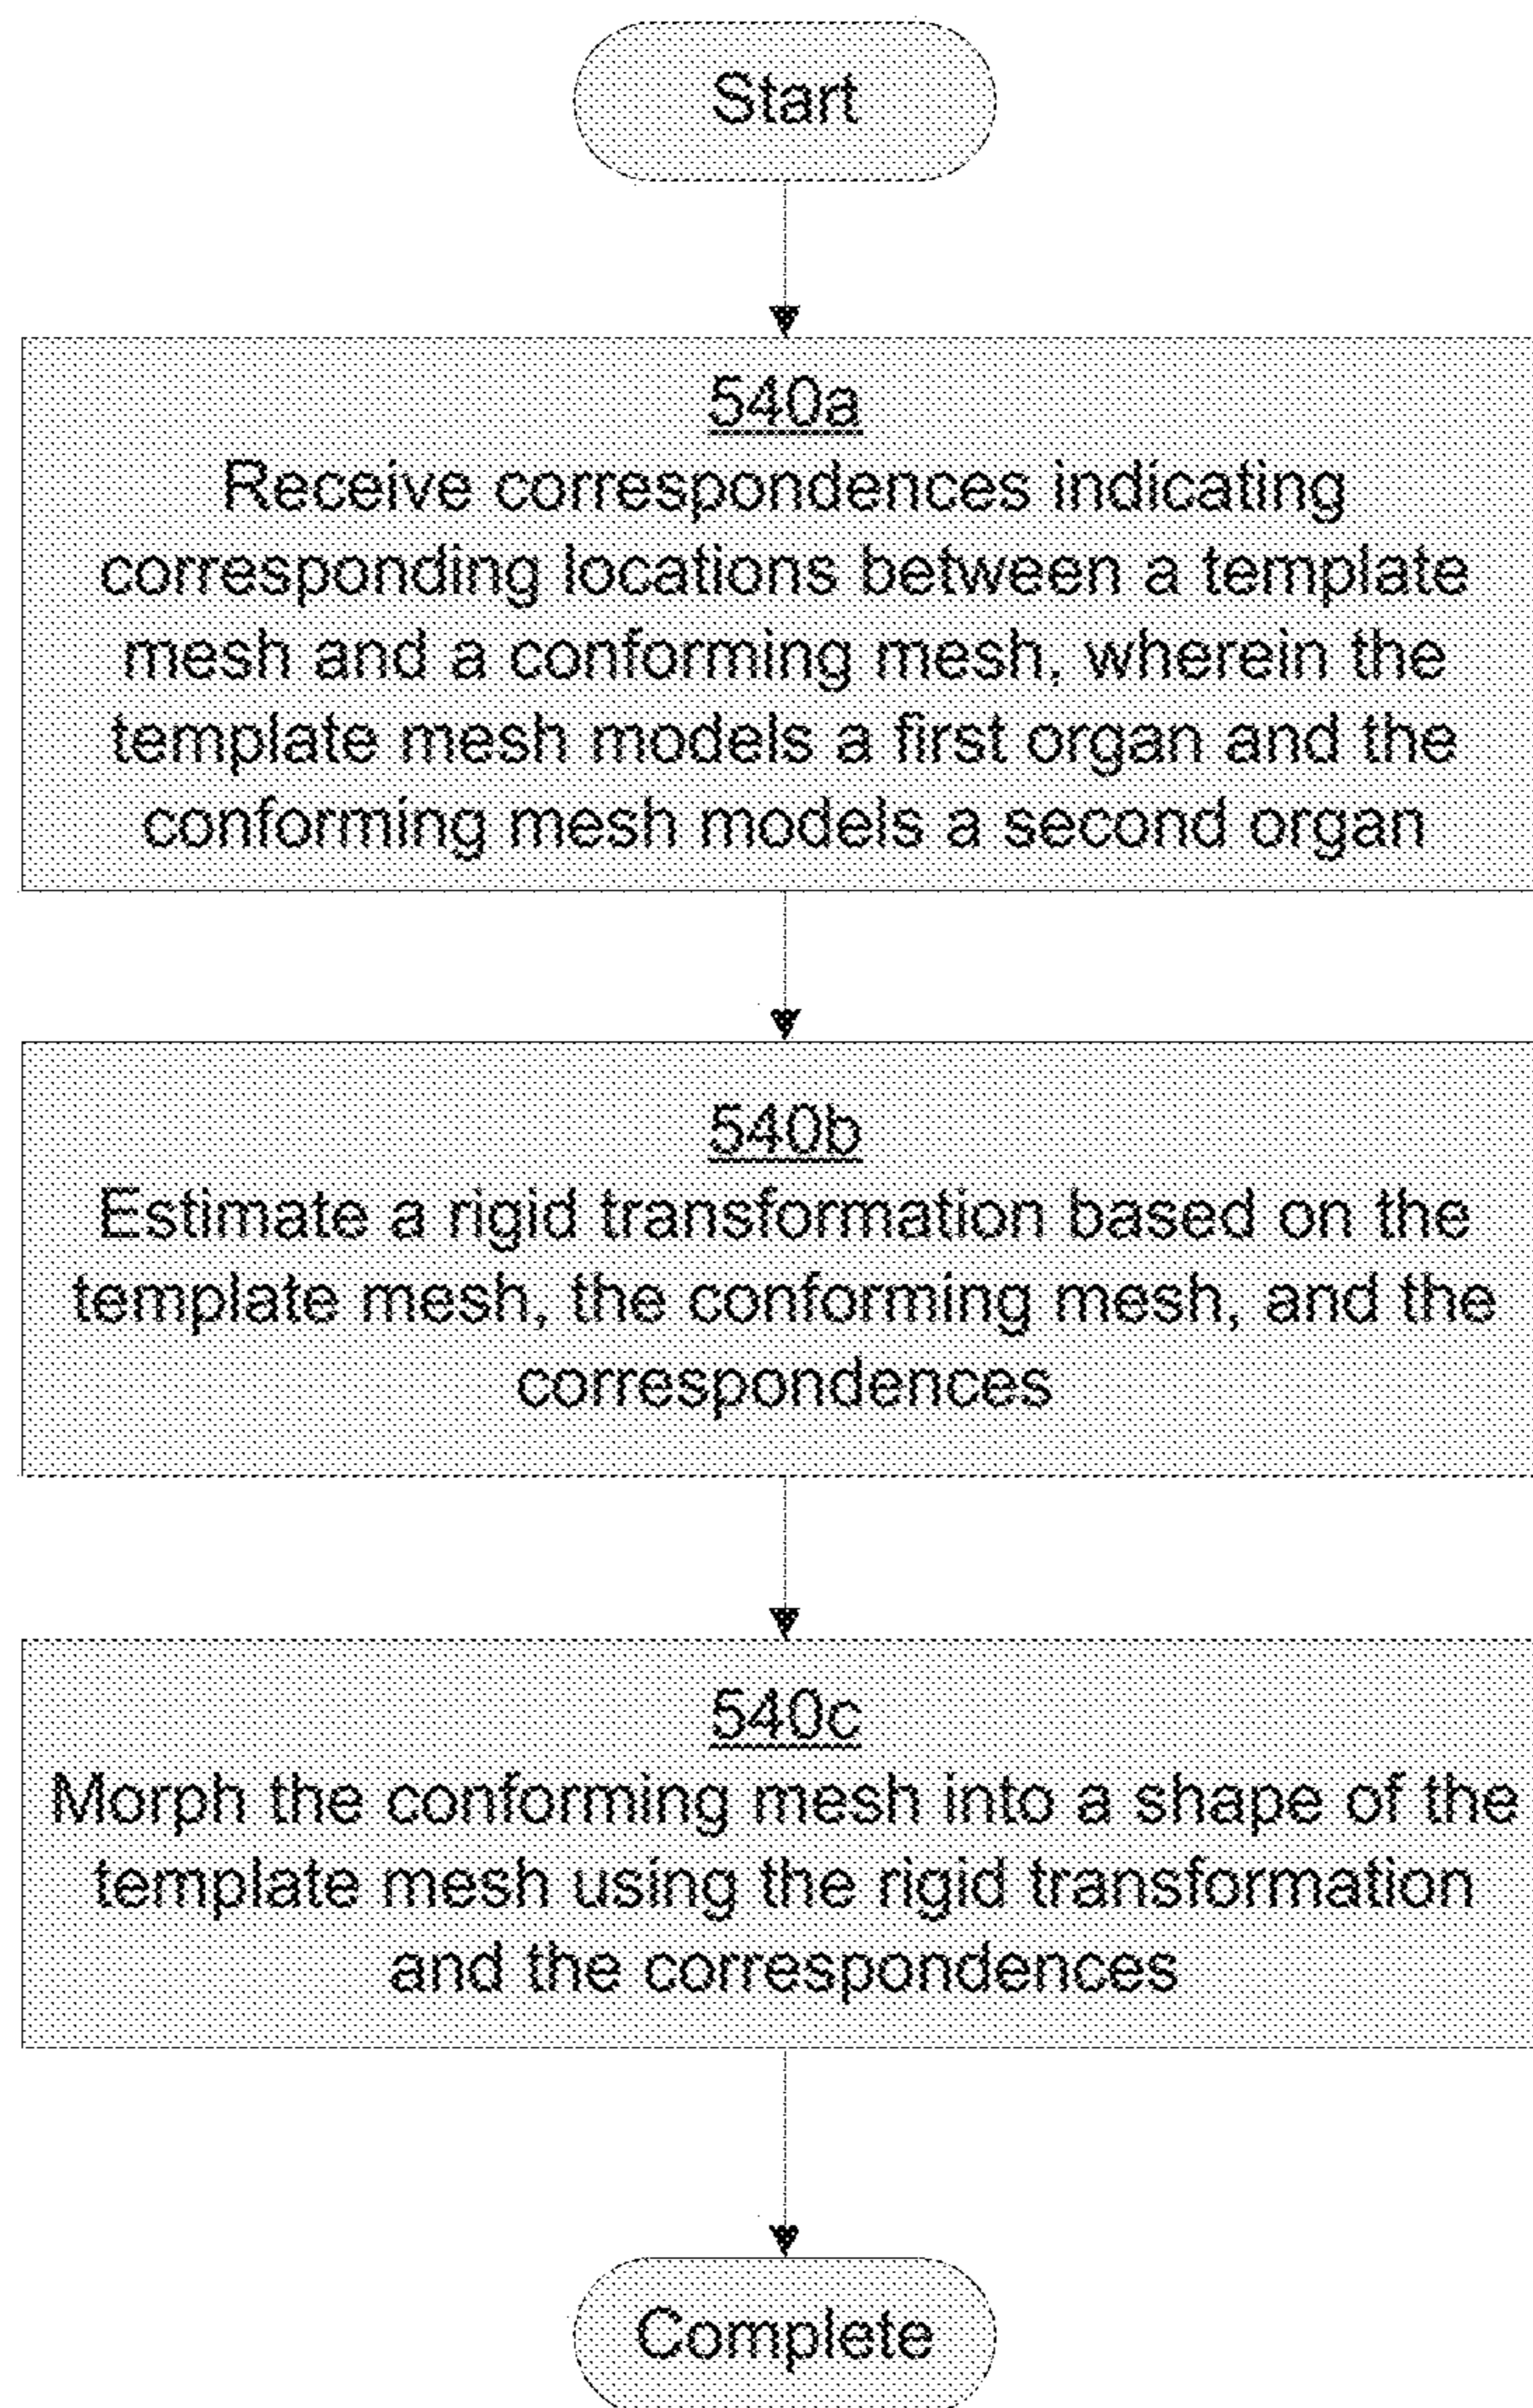 Start
540a
Receive correspondences indicating
corresponding locations between a template
mesh and a conforming mesh, wherein the
template mesh models a first organ and the
conforming mesh models a second organ
540b
Estimate a rigid transformation based on the
template mesh, the conforming mesh, and the
correspondences
540c
Morph the conforming mesh into a shape of the
template mesh using the rigid transformation
and the correspondences
Complete